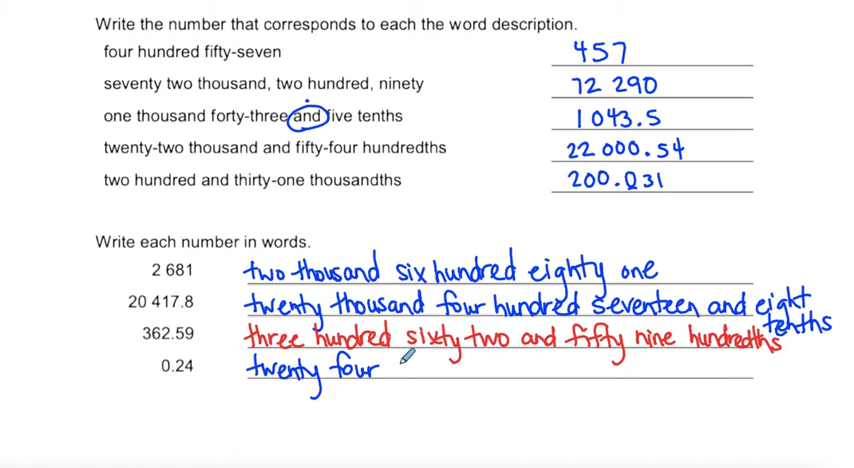 Write the number that corresponds to each the word description.
four hundred fifty-seven 457
seventy two thousand, two hundred, ninety 72 290
one thousand forty-three and five tenths 1 043.5
twenty-two thousand and fifty-four hundredths 22 000.54
two hundred and thirty-one thousandths 200.031
Write each number in words.
2 681 two thousand six hundred eighty one
20 417.8 twenty thousand four hundred seventeen and eight
tenths
362.59 three hundred sixty two and fifty nine hundredths
0.24 twenty four